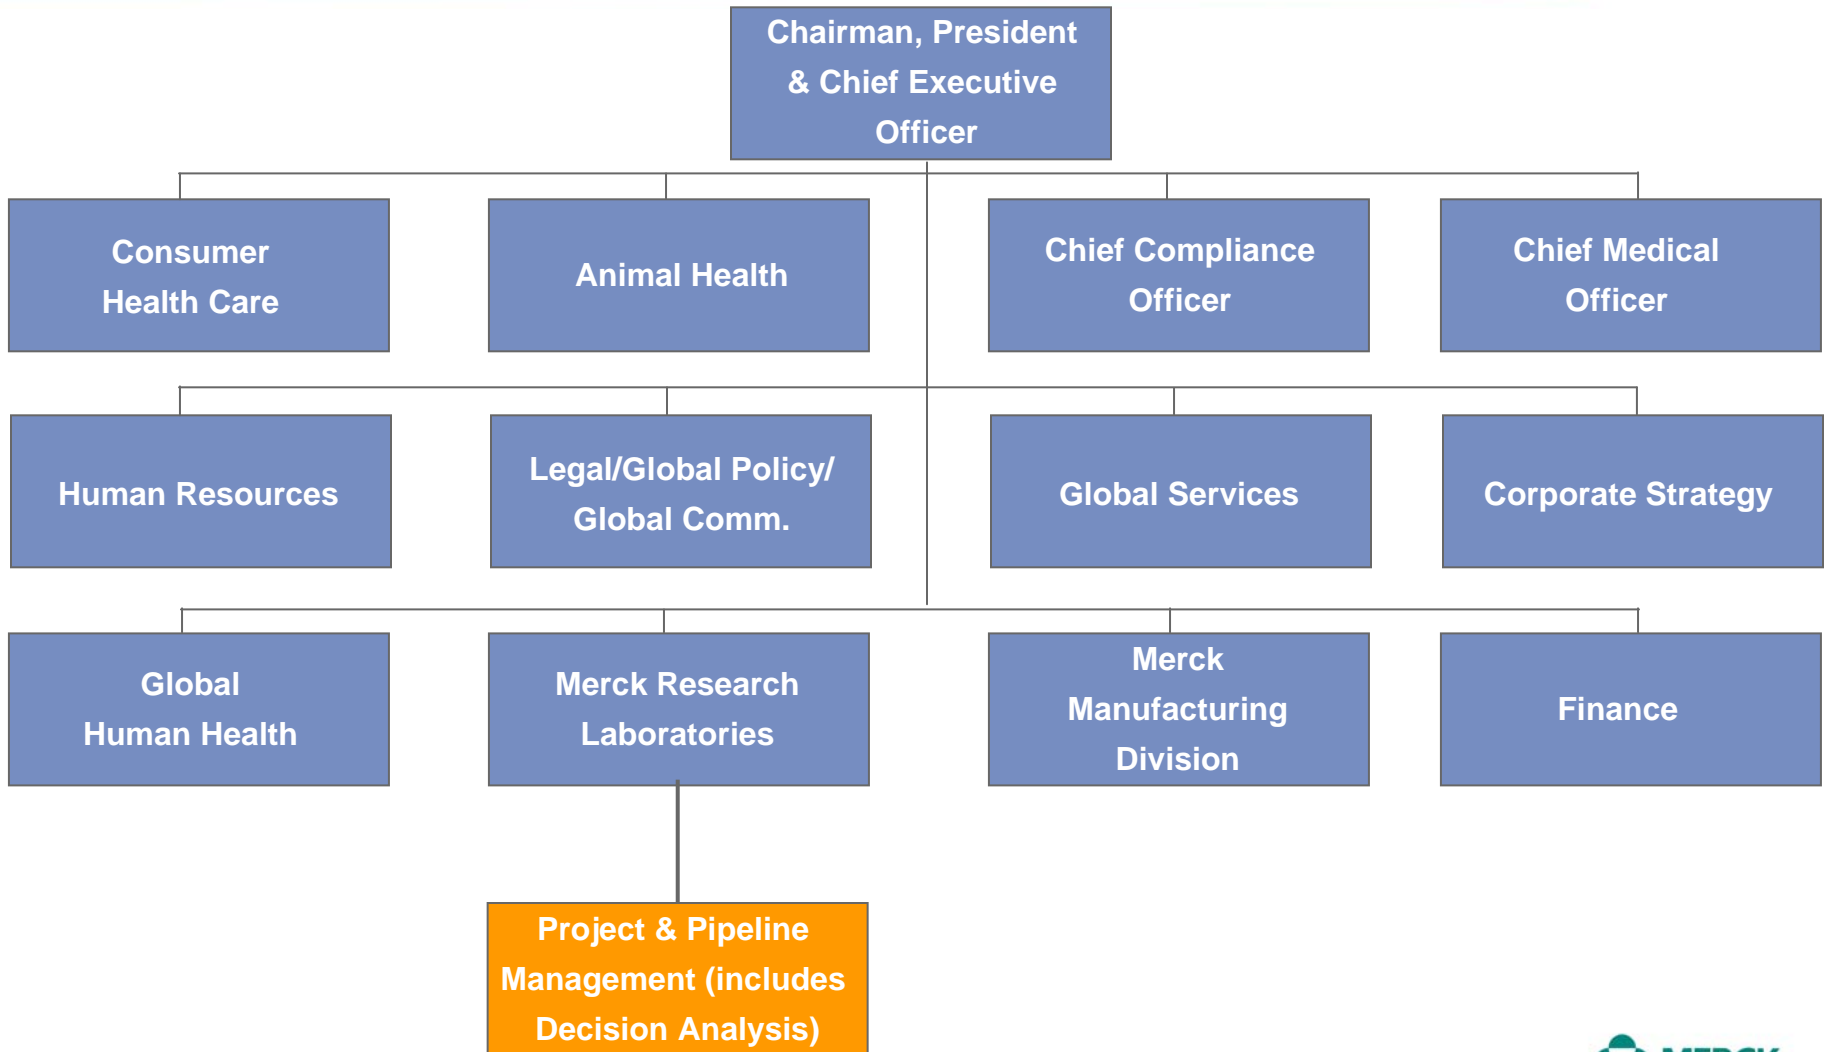 Chairman, President
& Chief Executive
Officer
Consumer
Health Care
Animal Health
Chief Compliance
Officer
Chief Medical
Officer
Human Resources
Legal/Global Policy/
Global Comm.
Global Services
Corporate Strategy
Global
Human Health
Merck Research
Laboratories
Merck
Manufacturing
Division
Finance
Project & Pipeline
Management (includes
Decision Analysis)
MERCK